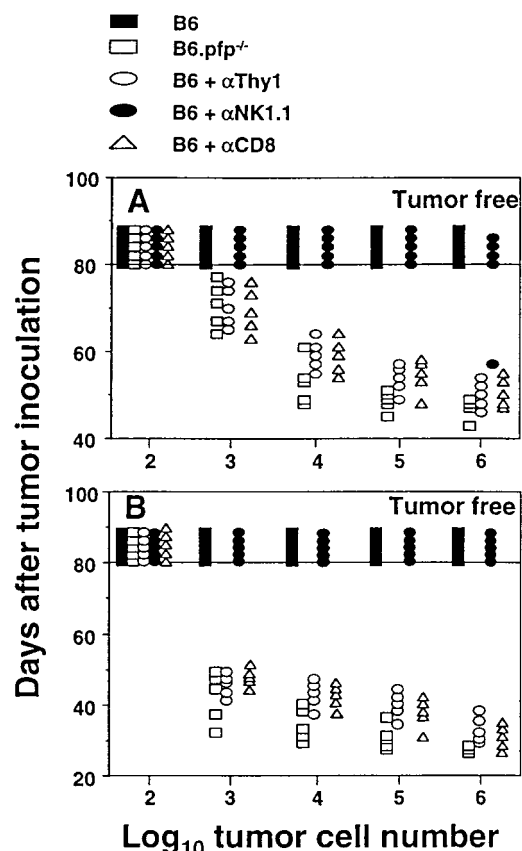 B6
B6.pfp-/-
B6 + αThy1
B6 + αNK1.1
B6 + αCD8
Days after tumor inoculation
A
Tumor free
100
80
60
40
2 3 4 5 6
B
Tumor free
100
80
60
40
20
2 3 4 5 6
Log10 tumor cell number